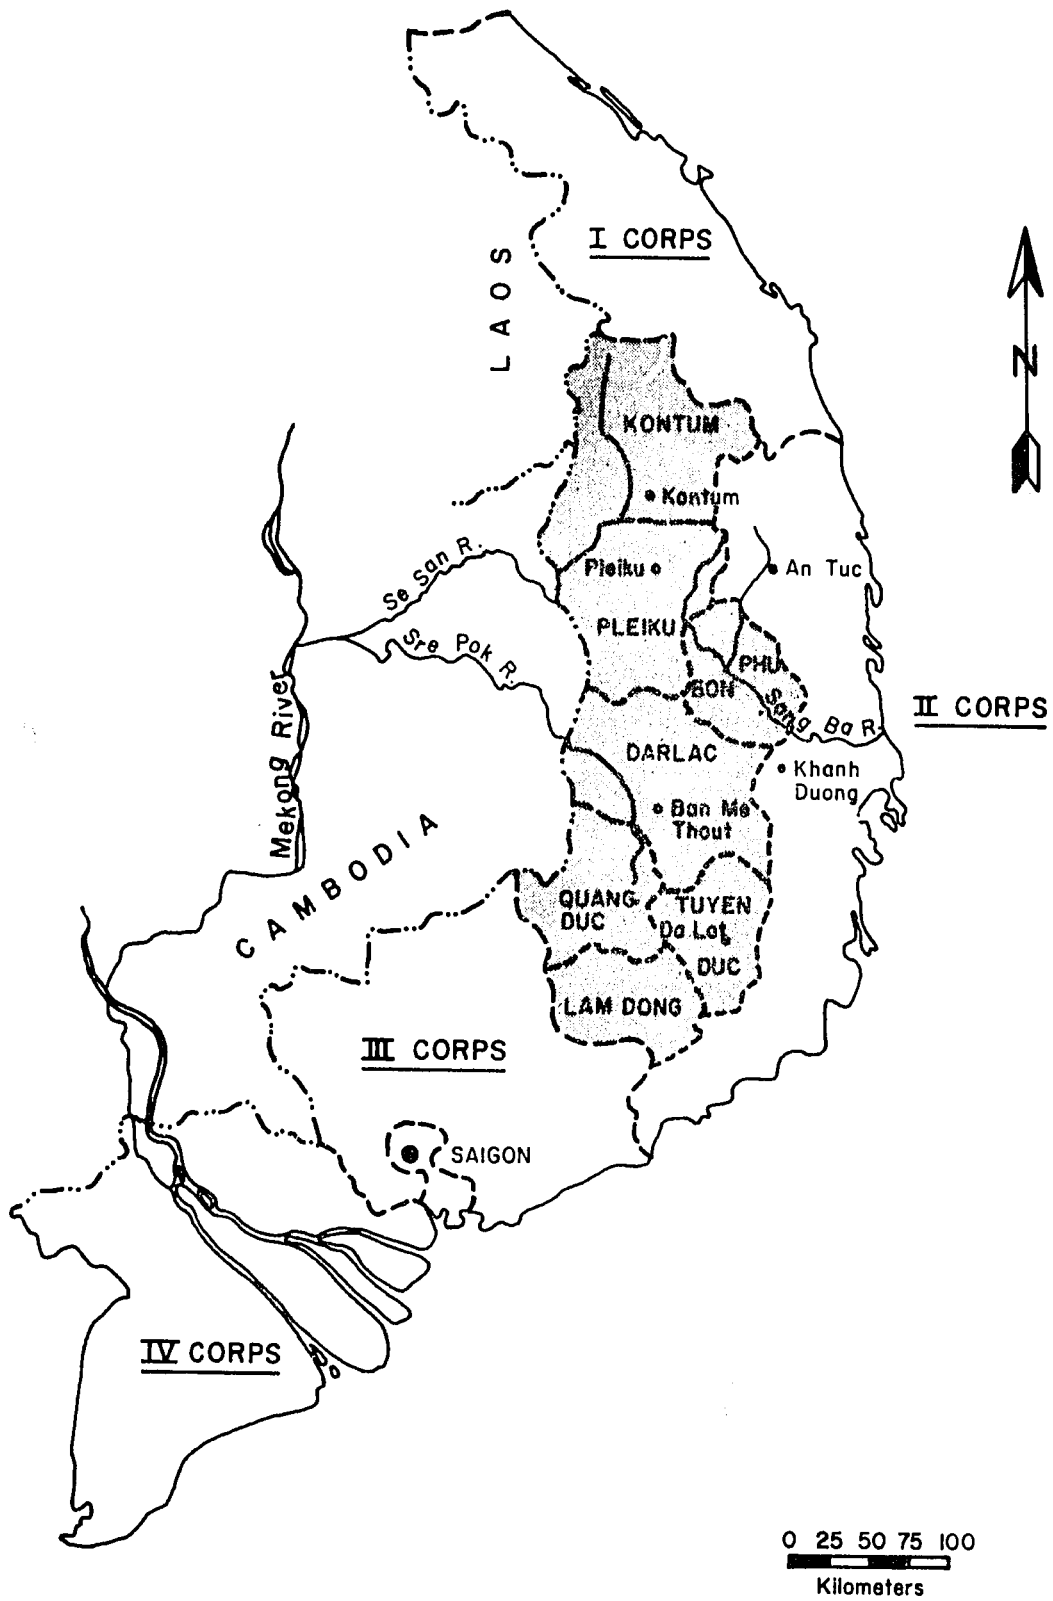 I CORPS
LAOS
N
KONTUM
Kontum
Se San R.
Pleiku
An Tuc
PLEIKU
Sre Pok R.
PHU
BON
Song Ba R.
II CORPS
Mekong River
DARLAC
Khanh
Duong
Ban Me
Thout
CAMBODIA
QUANG
DUC
TUYEN
Da Lat
DUC
LAM DONG
III CORPS
SAIGON
IV CORPS
0 25 50 75 100
Kilometers